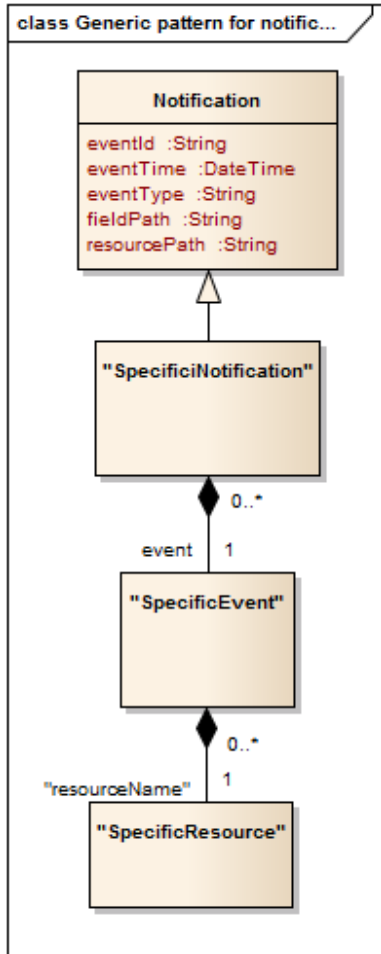 class Generic pattern for notific...
Notification
eventId :String
eventTime :DateTime
eventType :String
fieldPath :String
resourcePath :String
"SpecificiNotification"
0..*
event 1
"SpecificEvent"
0..*
1
"resourceName"
"SpecificResource"